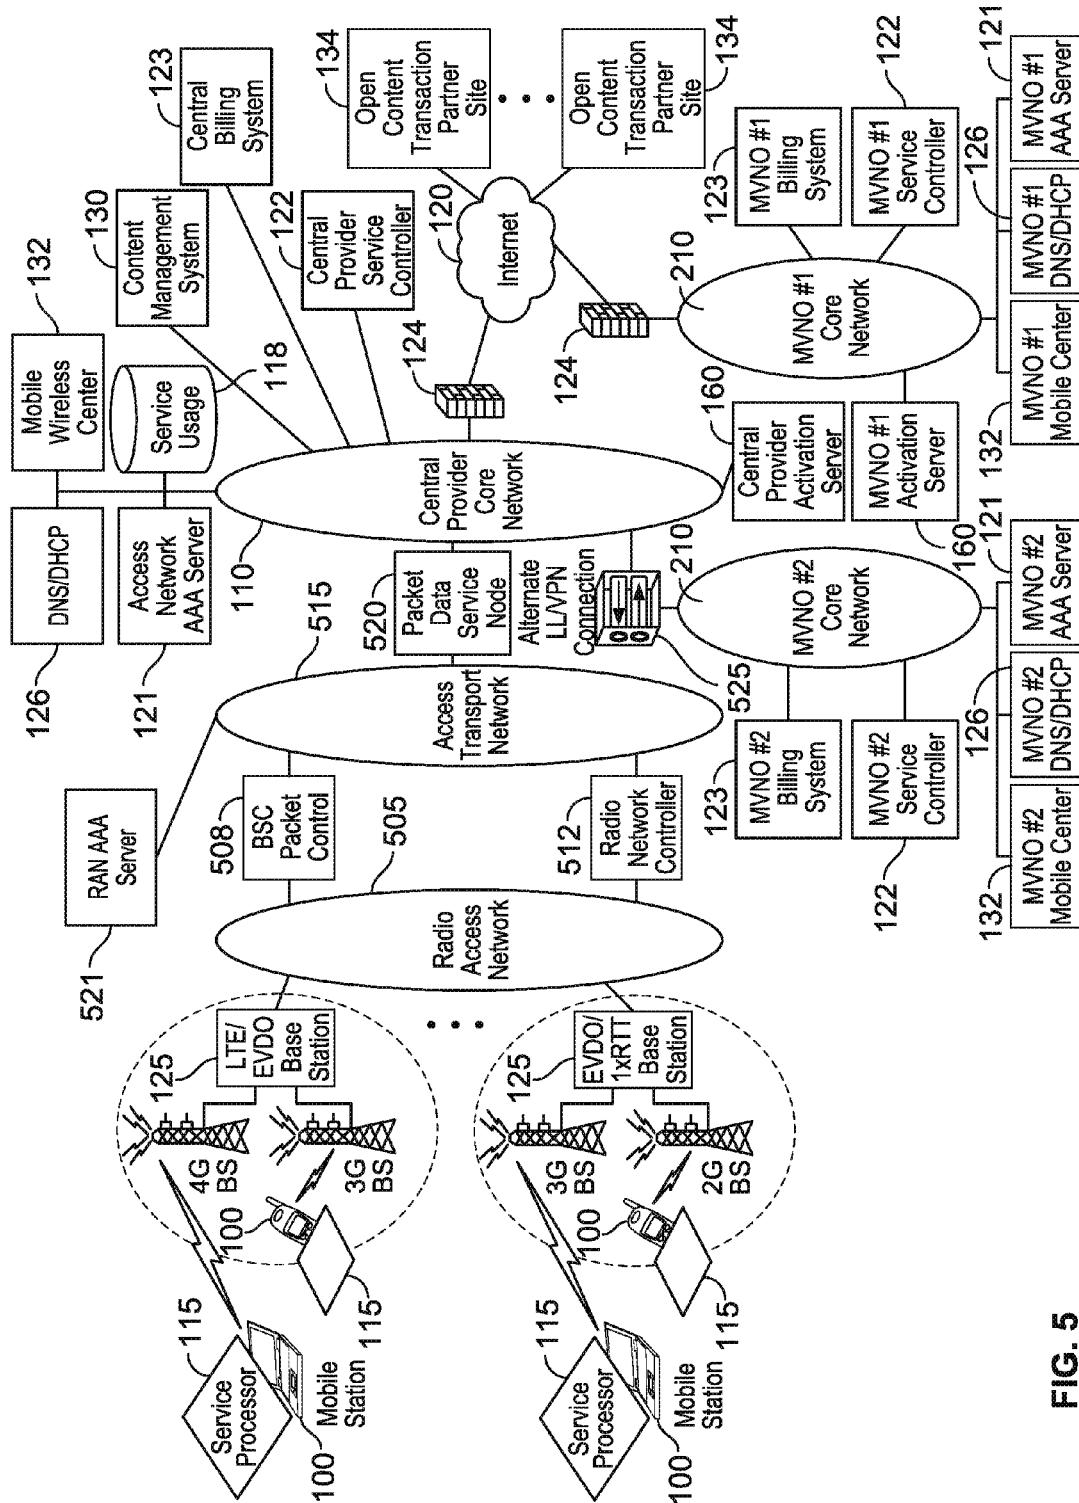 132
Mobile
Wireless
Center
130
Content
Management
System
123
Central
Billing
System
126
DNS/DHCP
Service
Usage
118
121
Access
Network
AAA Server
122
Central
Provider
Service
Controller
134
Open
Content
Transaction
Partner
Site
120
Internet
Open
Content
Transaction
Partner
Site
134
521
RAN AAA
Server
515
110
124
124
Central
Provider
Core
Network
520
Packet
Data
Service
Node
Access
Transport
Network
508
BSC
Packet
Control
505
Radio
Access
Network
512
Radio
Network
Controller
Alternate
LL/VPN
Connection
525
160
Central
Provider
Activation
Server
115
Service
Processor
100
Mobile
Station
4G
BS
125
LTE/
EVDO
Base
Station
3G
BS
100
115
115
Service
Processor
100
Mobile
Station
3G
BS
125
EVDO/
1xRTT
Base
Station
2G
BS
100
115
210
MVNO #2
Core
Network
123
MVNO #2
Billing
System
122
MVNO #2
Service
Controller
132
MVNO #2
Mobile Center
126
MVNO #2
DNS/DHCP
121
MVNO #2
AAA Server
210
MVNO #1
Core
Network
123
MVNO #1
Billing
System
122
MVNO #1
Service
Controller
160
MVNO #1
Activation
Server
132
MVNO #1
Mobile Center
126
MVNO #1
DNS/DHCP
121
MVNO #1
AAA Server
FIG. 5